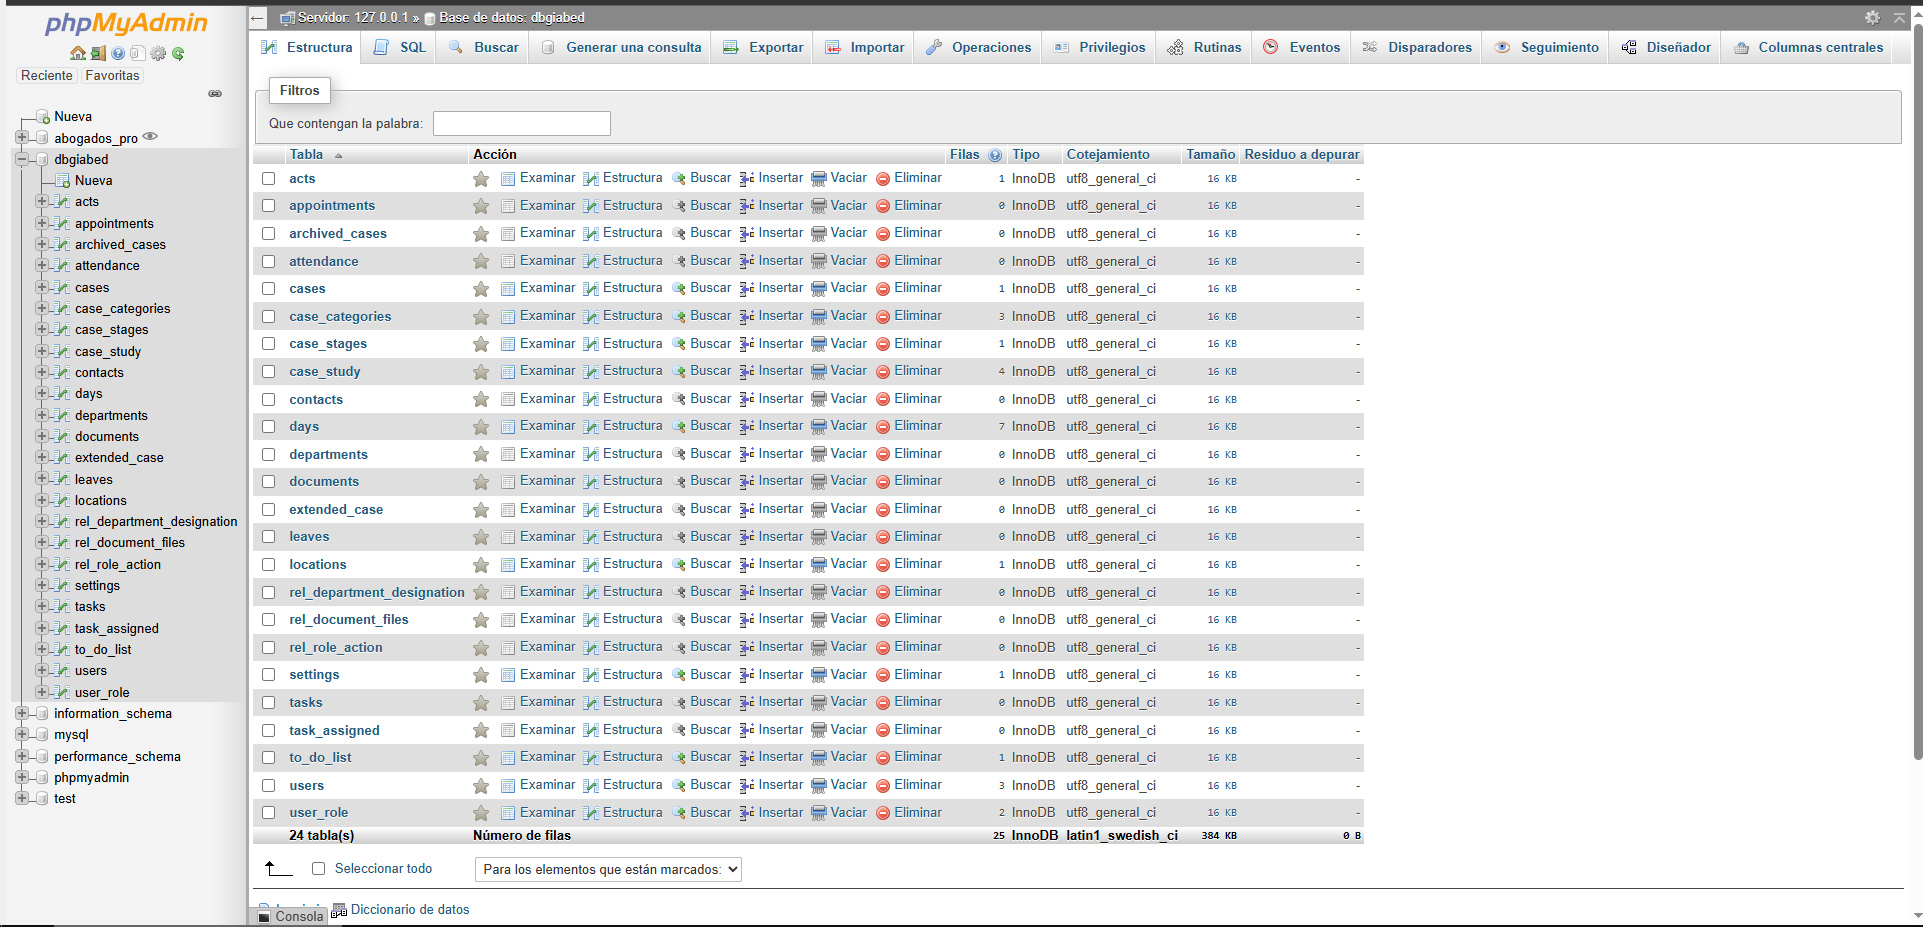 phpMyAdmin
Reciente Favoritas
Nueva
abogados_pro
dbgiabed
Nueva
acts
appointments
archived_cases
attendance
cases
case_categories
case_stages
case_study
contacts
days
departments
documents
extended_case
leaves
locations
rel_department_designation
rel_document_files
rel_role_action
settings
tasks
task_assigned
to_do_list
users
user_role
information_schema
mysql
performance_schema
phpmyadmin
test
Servidor: 127.0.0.1 » Base de datos: dbgiabed
Estructura SQL Buscar Generar una consulta Exportar Importar Operaciones Privilegios Rutinas Eventos Disparadores Seguimiento Diseñador Columnas centrales
Filtros
Que contengan la palabra:
Tabla Acción Filas Tipo Cotejamiento Tamaño Residuo a depurar
acts Examinar Estructura Buscar Insertar Vaciar Eliminar 1 InnoDB utf8_general_ci 16 KB -
appointments Examinar Estructura Buscar Insertar Vaciar Eliminar 0 InnoDB utf8_general_ci 16 KB -
archived_cases Examinar Estructura Buscar Insertar Vaciar Eliminar 0 InnoDB utf8_general_ci 16 KB -
attendance Examinar Estructura Buscar Insertar Vaciar Eliminar 0 InnoDB utf8_general_ci 16 KB -
cases Examinar Estructura Buscar Insertar Vaciar Eliminar 1 InnoDB utf8_general_ci 16 KB -
case_categories Examinar Estructura Buscar Insertar Vaciar Eliminar 3 InnoDB utf8_general_ci 16 KB -
case_stages Examinar Estructura Buscar Insertar Vaciar Eliminar 1 InnoDB utf8_general_ci 16 KB -
case_study Examinar Estructura Buscar Insertar Vaciar Eliminar 4 InnoDB utf8_general_ci 16 KB -
contacts Examinar Estructura Buscar Insertar Vaciar Eliminar 0 InnoDB utf8_general_ci 16 KB -
days Examinar Estructura Buscar Insertar Vaciar Eliminar 7 InnoDB utf8_general_ci 16 KB -
departments Examinar Estructura Buscar Insertar Vaciar Eliminar 0 InnoDB utf8_general_ci 16 KB -
documents Examinar Estructura Buscar Insertar Vaciar Eliminar 0 InnoDB utf8_general_ci 16 KB -
extended_case Examinar Estructura Buscar Insertar Vaciar Eliminar 0 InnoDB utf8_general_ci 16 KB -
leaves Examinar Estructura Buscar Insertar Vaciar Eliminar 0 InnoDB utf8_general_ci 16 KB -
locations Examinar Estructura Buscar Insertar Vaciar Eliminar 1 InnoDB utf8_general_ci 16 KB -
rel_department_designation Examinar Estructura Buscar Insertar Vaciar Eliminar 0 InnoDB utf8_general_ci 16 KB -
rel_document_files Examinar Estructura Buscar Insertar Vaciar Eliminar 0 InnoDB utf8_general_ci 16 KB -
rel_role_action Examinar Estructura Buscar Insertar Vaciar Eliminar 0 InnoDB utf8_general_ci 16 KB -
settings Examinar Estructura Buscar Insertar Vaciar Eliminar 1 InnoDB utf8_general_ci 16 KB -
tasks Examinar Estructura Buscar Insertar Vaciar Eliminar 0 InnoDB utf8_general_ci 16 KB -
task_assigned Examinar Estructura Buscar Insertar Vaciar Eliminar 0 InnoDB utf8_general_ci 16 KB -
to_do_list Examinar Estructura Buscar Insertar Vaciar Eliminar 1 InnoDB utf8_general_ci 16 KB -
users Examinar Estructura Buscar Insertar Vaciar Eliminar 3 InnoDB utf8_general_ci 16 KB -
user_role Examinar Estructura Buscar Insertar Vaciar Eliminar 2 InnoDB utf8_general_ci 16 KB -
24 tabla(s) Número de filas 25 InnoDB latin1_swedish_ci 384 KB 0 B
Seleccionar todo Para los elementos que están marcados:
Diccionario de datos
Consola